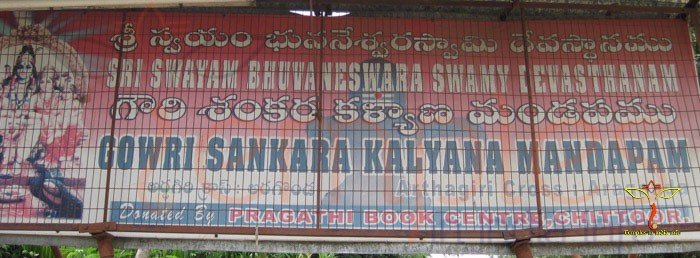 శ్రీ స్వయం భువనేశ్వరస్వామి దేవస్థానము
SRI SWAYAM BHUVANESWARA SWAMY DEVASTHANAM
గౌరి శంకర కళ్యాణ మండపము
GOWRI SANKARA KALYANA MANDAPAM
Arthagiri Cross :
Donated By PRAGATHI BOOK CENTRE, CHITTOOR.